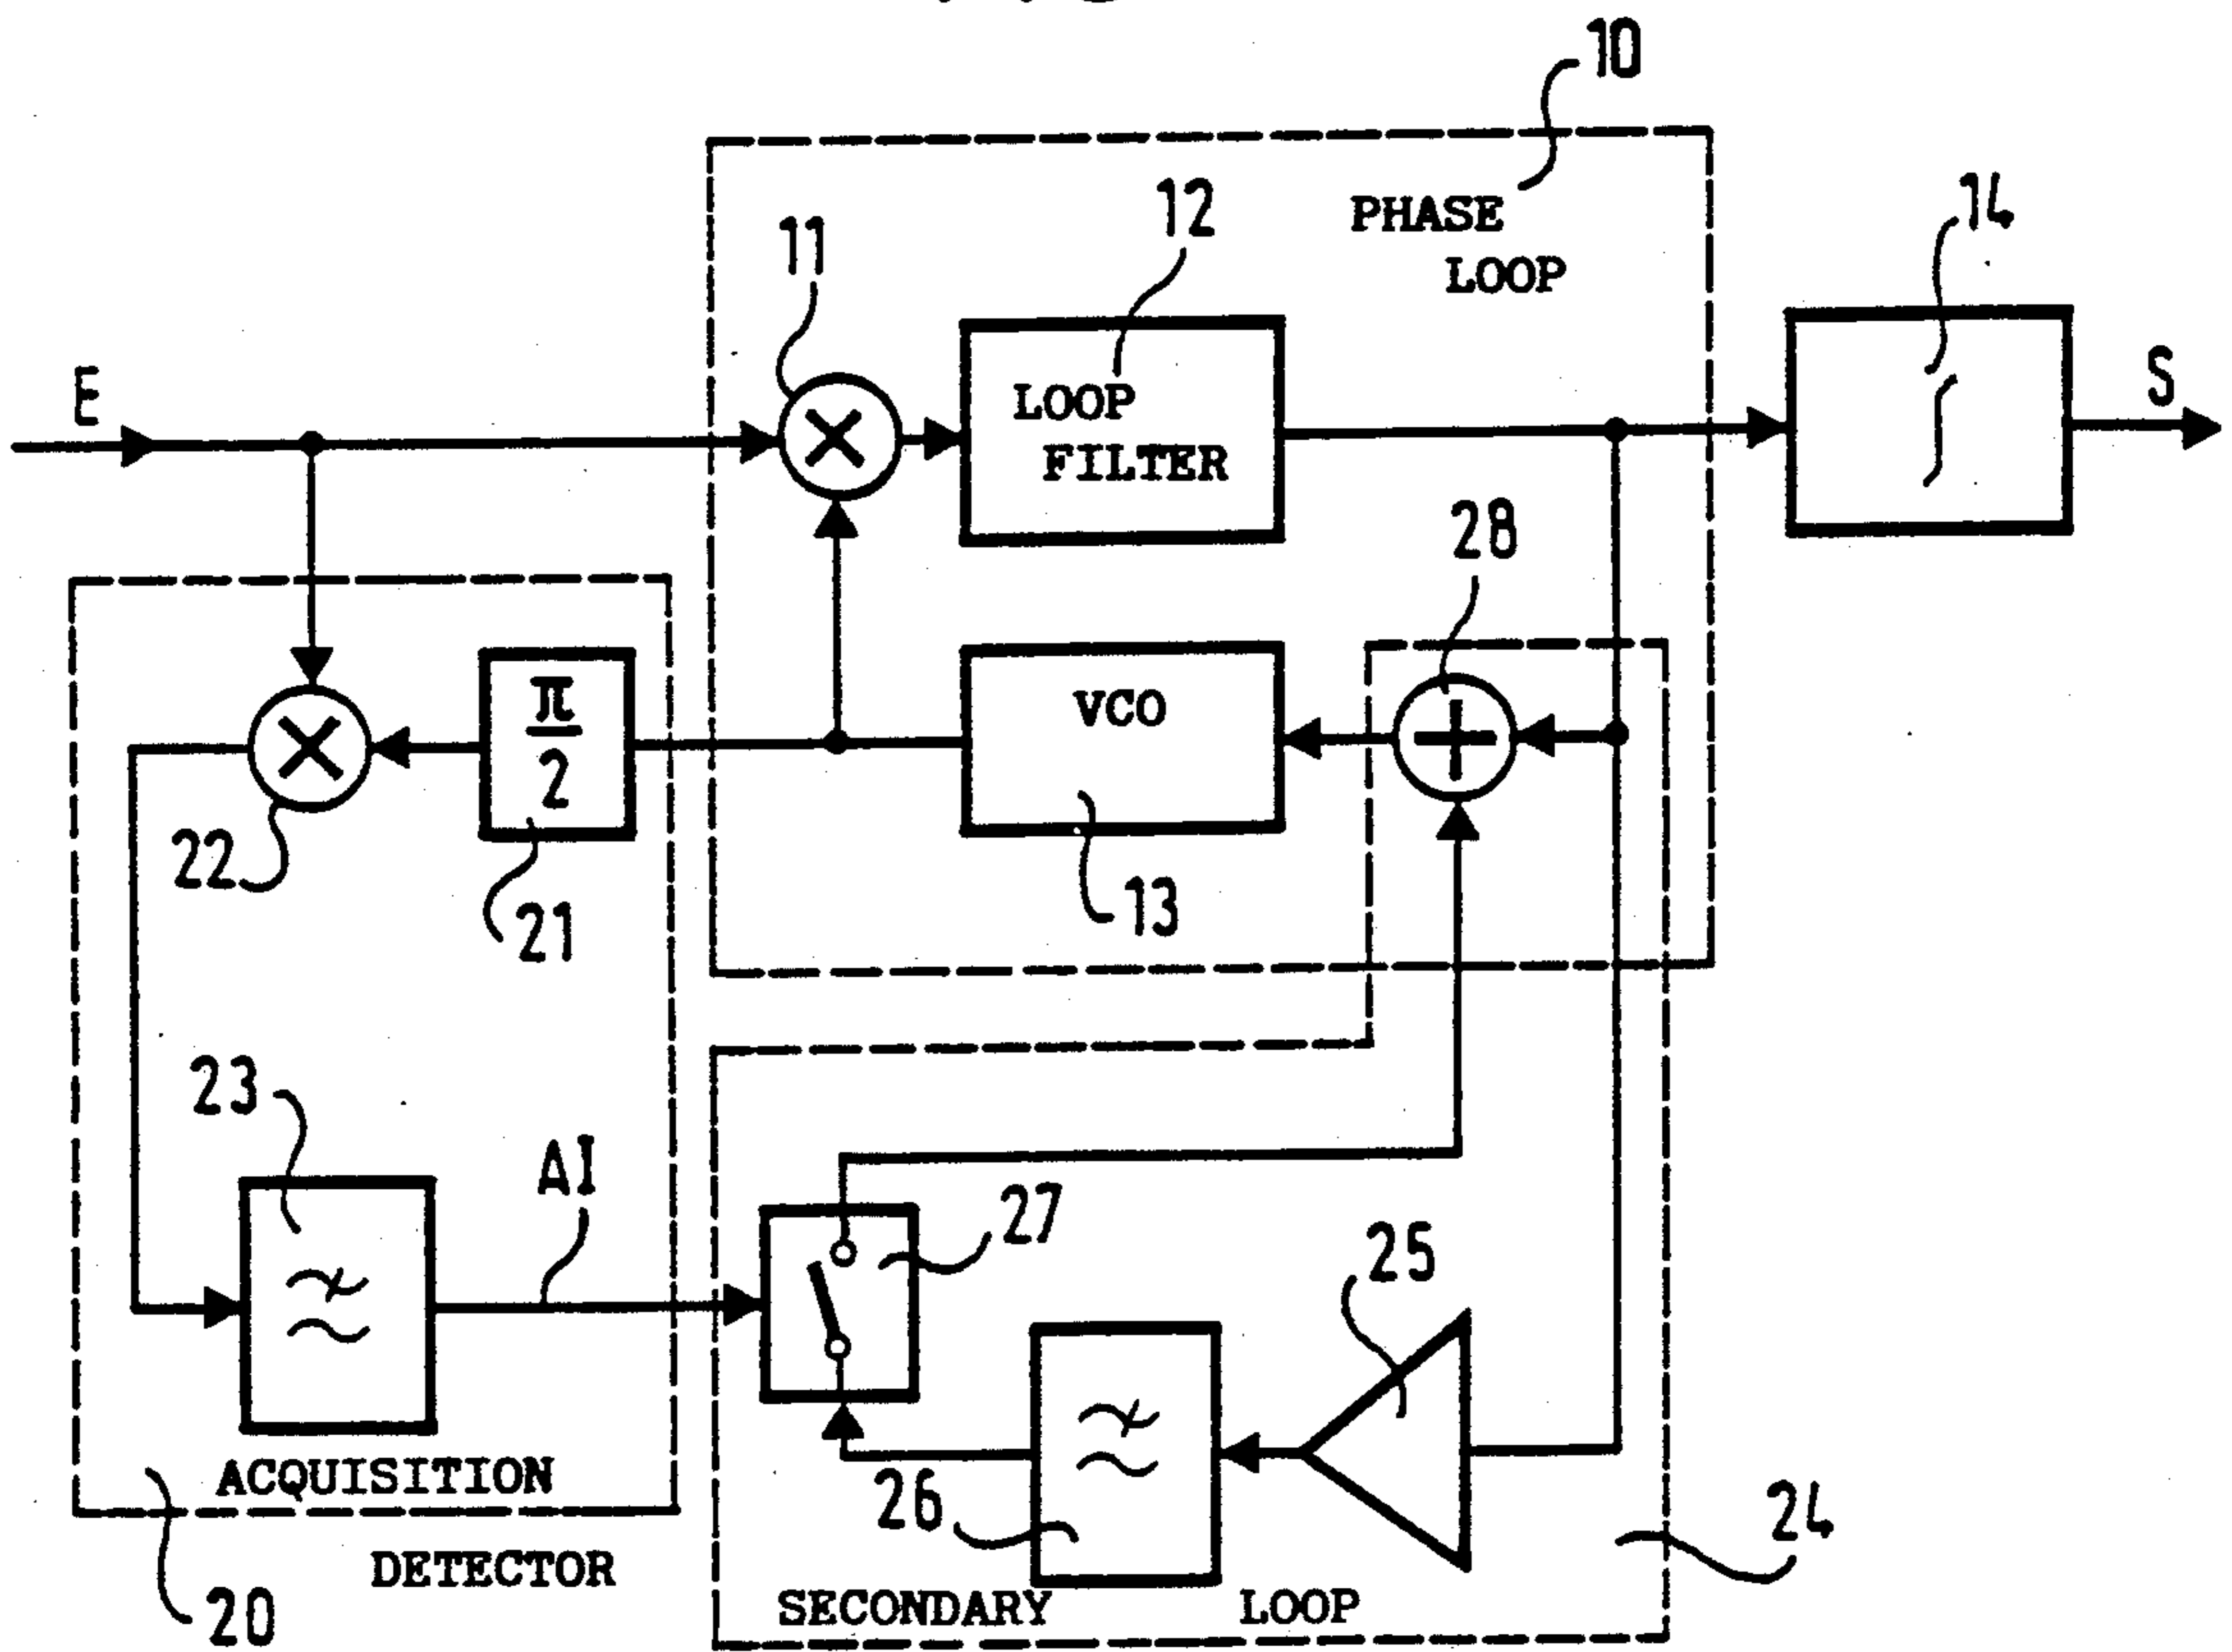 10
PHASE
LOOP
11
12
14
E
LOOP
FILTER
S
28
VCO
π
2
22
21
13
23
AI
27
25
26
24
ACQUISITION
DETECTOR
20
SECONDARY LOOP